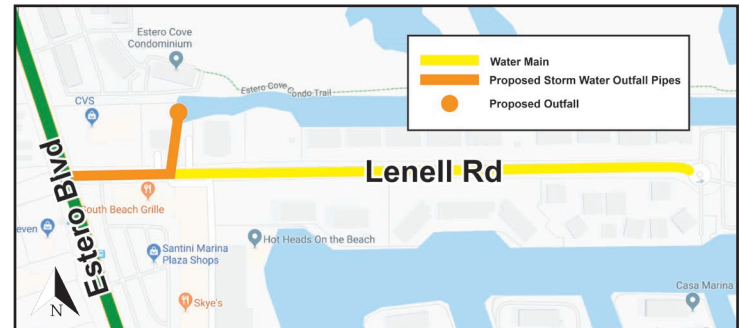 Estero Cove
Condominium
Water Main
Proposed Storm Water Outfall Pipes
Proposed Outfall
Estero Cove Condo Trail
CVS
Estero Blvd
Lenell Rd
South Beach Grille
even
Santini Marina
Plaza Shops
Hot Heads On the Beach
Skye's
Casa Marina
N